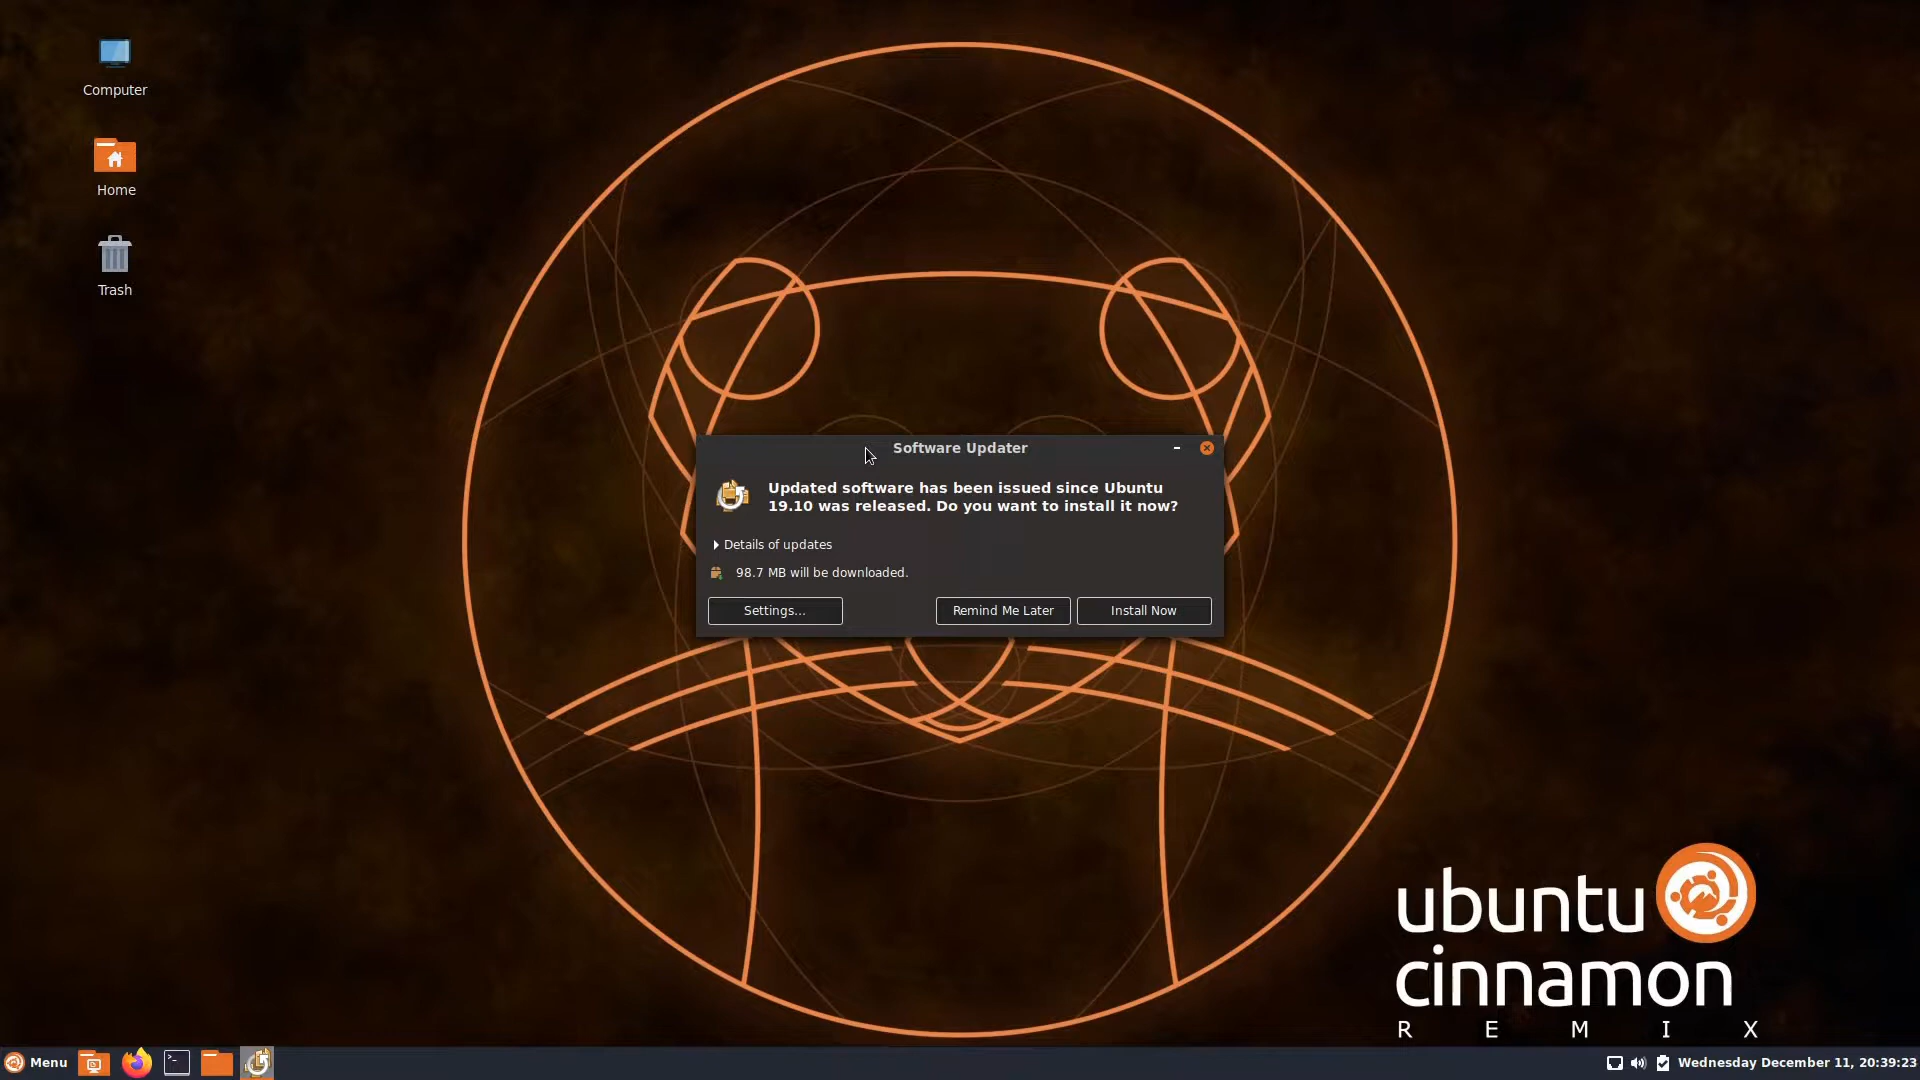 Computer
Home
Trash
Software Updater
Updated software has been issued since Ubuntu
19.10 was released. Do you want to install it now?
Details of updates
98.7 MB will be downloaded.
Settings...
Remind Me Later
Install Now
ubuntu
cinnamon
REMIX
Menu
Wednesday December 11, 20:39:23